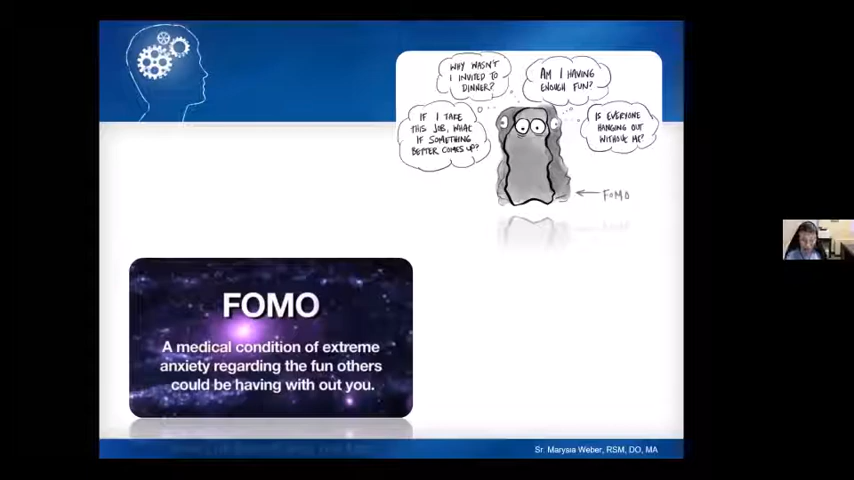 WHY WASN'T
I INVITED TO
DINNER?
AM I HAVING
ENOUGH FUN?
IF I TAKE
THIS JOB, WHAT
IF SOMETHING
BETTER COMES UP?
IS EVERYONE
HANGING OUT
WITHOUT ME?
FOMO
FOMO
A medical condition of extreme
anxiety regarding the fun others
could be having with out you.
Sr. Marysia Weber, RSM, DO, MA